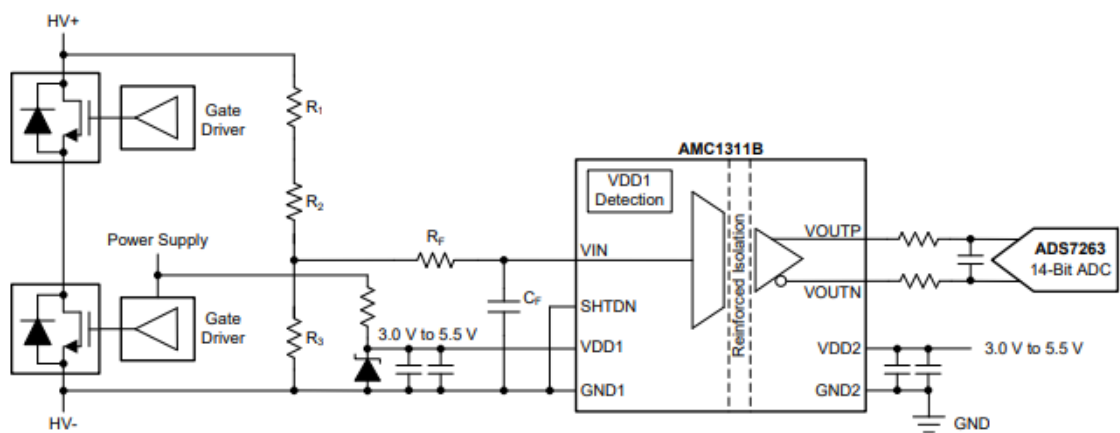 HV+
Gate
Driver
R₁
R₂
Power Supply
Gate
Driver
R₃
HV-
R_F
C_F
3.0 V to 5.5 V
AMC1311B
VDD1
Detection
VIN
SHTDN
VDD1
GND1
Reinforced Isolation
VOUTP
VOUTN
VDD2
GND2
ADS7263
14-Bit ADC
3.0 V to 5.5 V
GND